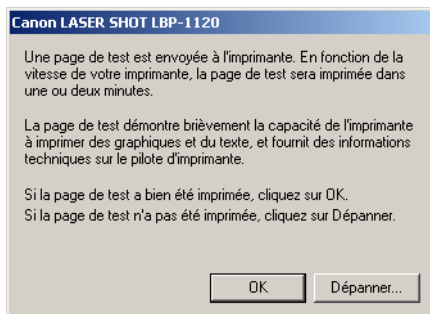 Canon LASER SHOT LBP-1120
Une page de test est envoyée à l'imprimante. En fonction de la
vitesse de votre imprimante, la page de test sera imprimée dans
une ou deux minutes.
La page de test démontre brièvement la capacité de l'imprimante
à imprimer des graphiques et du texte, et fournit des informations
techniques sur le pilote d'imprimante.
Si la page de test a bien été imprimée, cliquez sur OK.
Si la page de test n'a pas été imprimée, cliquez sur Dépanner.
OK Dépanner...